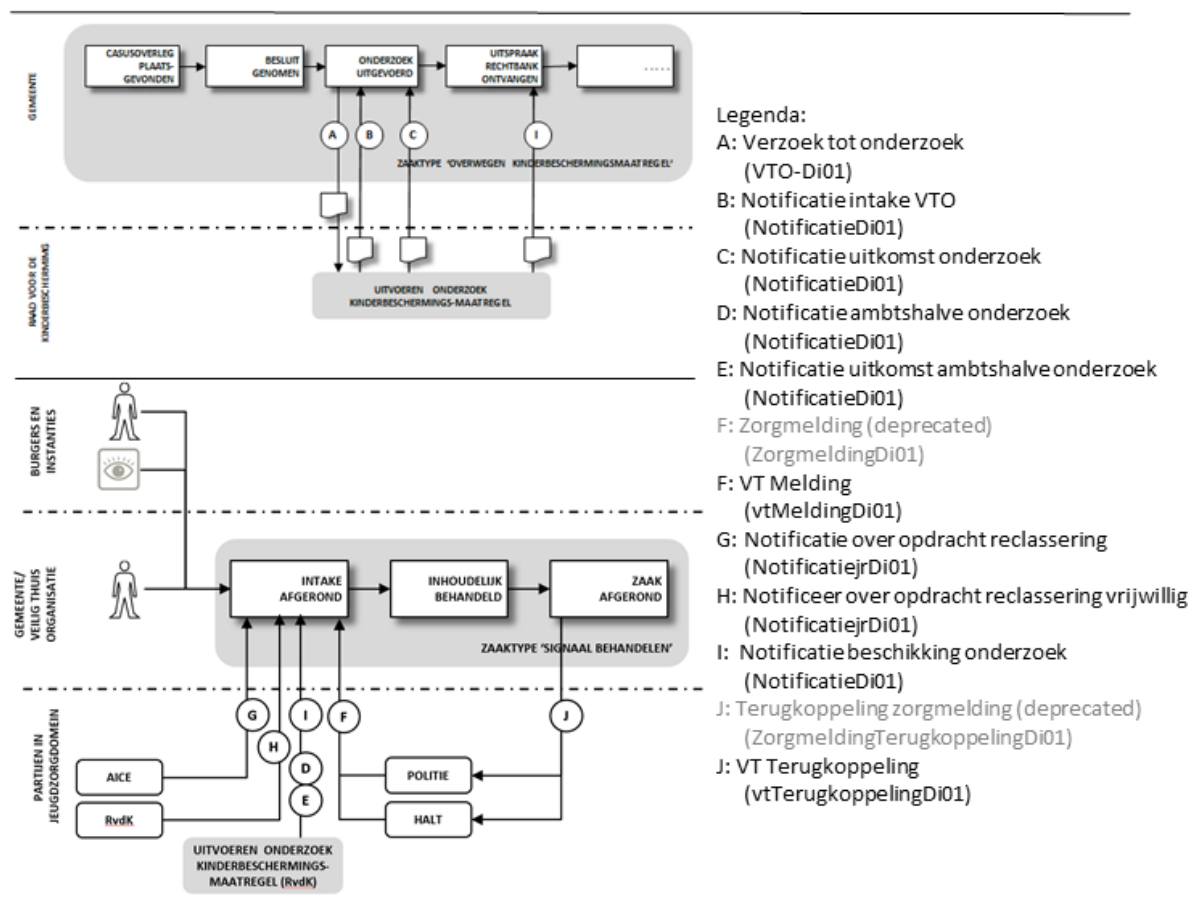 GEMEENTE
CASUSOVERLEG
PLAATS-
GEVONDEN
BESLUIT
GENOMEN
ONDERZOEK
UITGEVOERD
UITSPRAAK
RECHTBANK
ONTVANGEN
.....
A
B
C
I
ZAAKTYPE 'OVERWEGEN KINDERBESCHERMINGSMAATREGEL'
RAAD VOOR DE
KINDERBESCHERMING
UITVOEREN ONDERZOEK
KINDERBESCHERMINGS-MAATREGEL
BURGERS EN
INSTANTIES
GEMEENTE/
VEILIG THUIS
ORGANISATIE
INTAKE
AFGEROND
INHOUDELIJK
BEHANDELD
ZAAK
AFGEROND
ZAAKTYPE 'SIGNAAL BEHANDELEN'
PARTIJEN IN
JEUGDZORGDOMEIN
G
H
I
D
E
F
J
AICE
RvdK
POLITIE
HALT
UITVOEREN ONDERZOEK
KINDERBESCHERMINGS-
MAATREGEL (RvdK)
Legenda:
A: Verzoek tot onderzoek
(VTO-Di01)
B: Notificatie intake VTO
(NotificatieDi01)
C: Notificatie uitkomst onderzoek
(NotificatieDi01)
D: Notificatie ambtshalve onderzoek
(NotificatieDi01)
E: Notificatie uitkomst ambtshalve onderzoek
(NotificatieDi01)
F: Zorgmelding (deprecated)
(ZorgmeldingDi01)
F: VT Melding
(vtMeldingDi01)
G: Notificatie over opdracht reclassering
(NotificatiejrDi01)
H: Notificeer over opdracht reclassering vrijwillig
(NotificatiejrDi01)
I: Notificatie beschikking onderzoek
(NotificatieDi01)
J: Terugkoppeling zorgmelding (deprecated)
(ZorgmeldingTerugkoppelingDi01)
J: VT Terugkoppeling
(vtTerugkoppelingDi01)